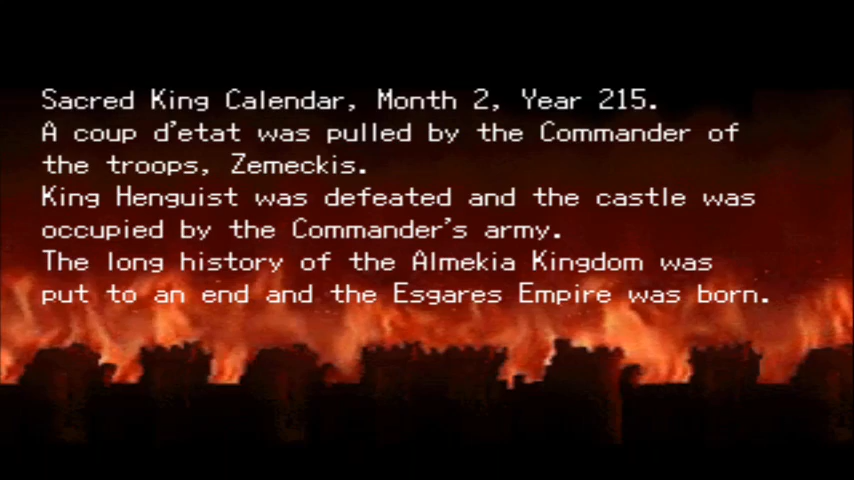 Sacred King Calendar, Month 2, Year 215.
A coup d'etat was pulled by the Commander of
the troops, Zemeckis.
King Henguist was defeated and the castle was
occupied by the Commander's army.
The long history of the Almekia Kingdom was
put to an end and the Esgares Empire was born.